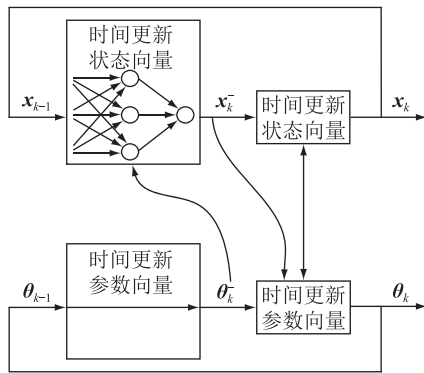 时间更新
状态向量
x_{k-1}
x_k^-
时间更新
状态向量
x_k
时间更新
参数向量
θ_{k-1}
θ_k^-
时间更新
参数向量
θ_k